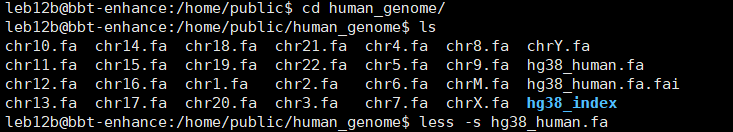 leb12b@bbt-enhance:/home/public$ cd human_genome/
leb12b@bbt-enhance:/home/public/human_genome$ ls
chr10.fa chr14.fa chr18.fa chr21.fa chr4.fa chr8.fa chrY.fa
chr11.fa chr15.fa chr19.fa chr22.fa chr5.fa chr9.fa hg38_human.fa
chr12.fa chr16.fa chr1.fa chr2.fa chr6.fa chrM.fa hg38_human.fa.fai
chr13.fa chr17.fa chr20.fa chr3.fa chr7.fa chrX.fa hg38_index
leb12b@bbt-enhance:/home/public/human_genome$ less -s hg38_human.fa